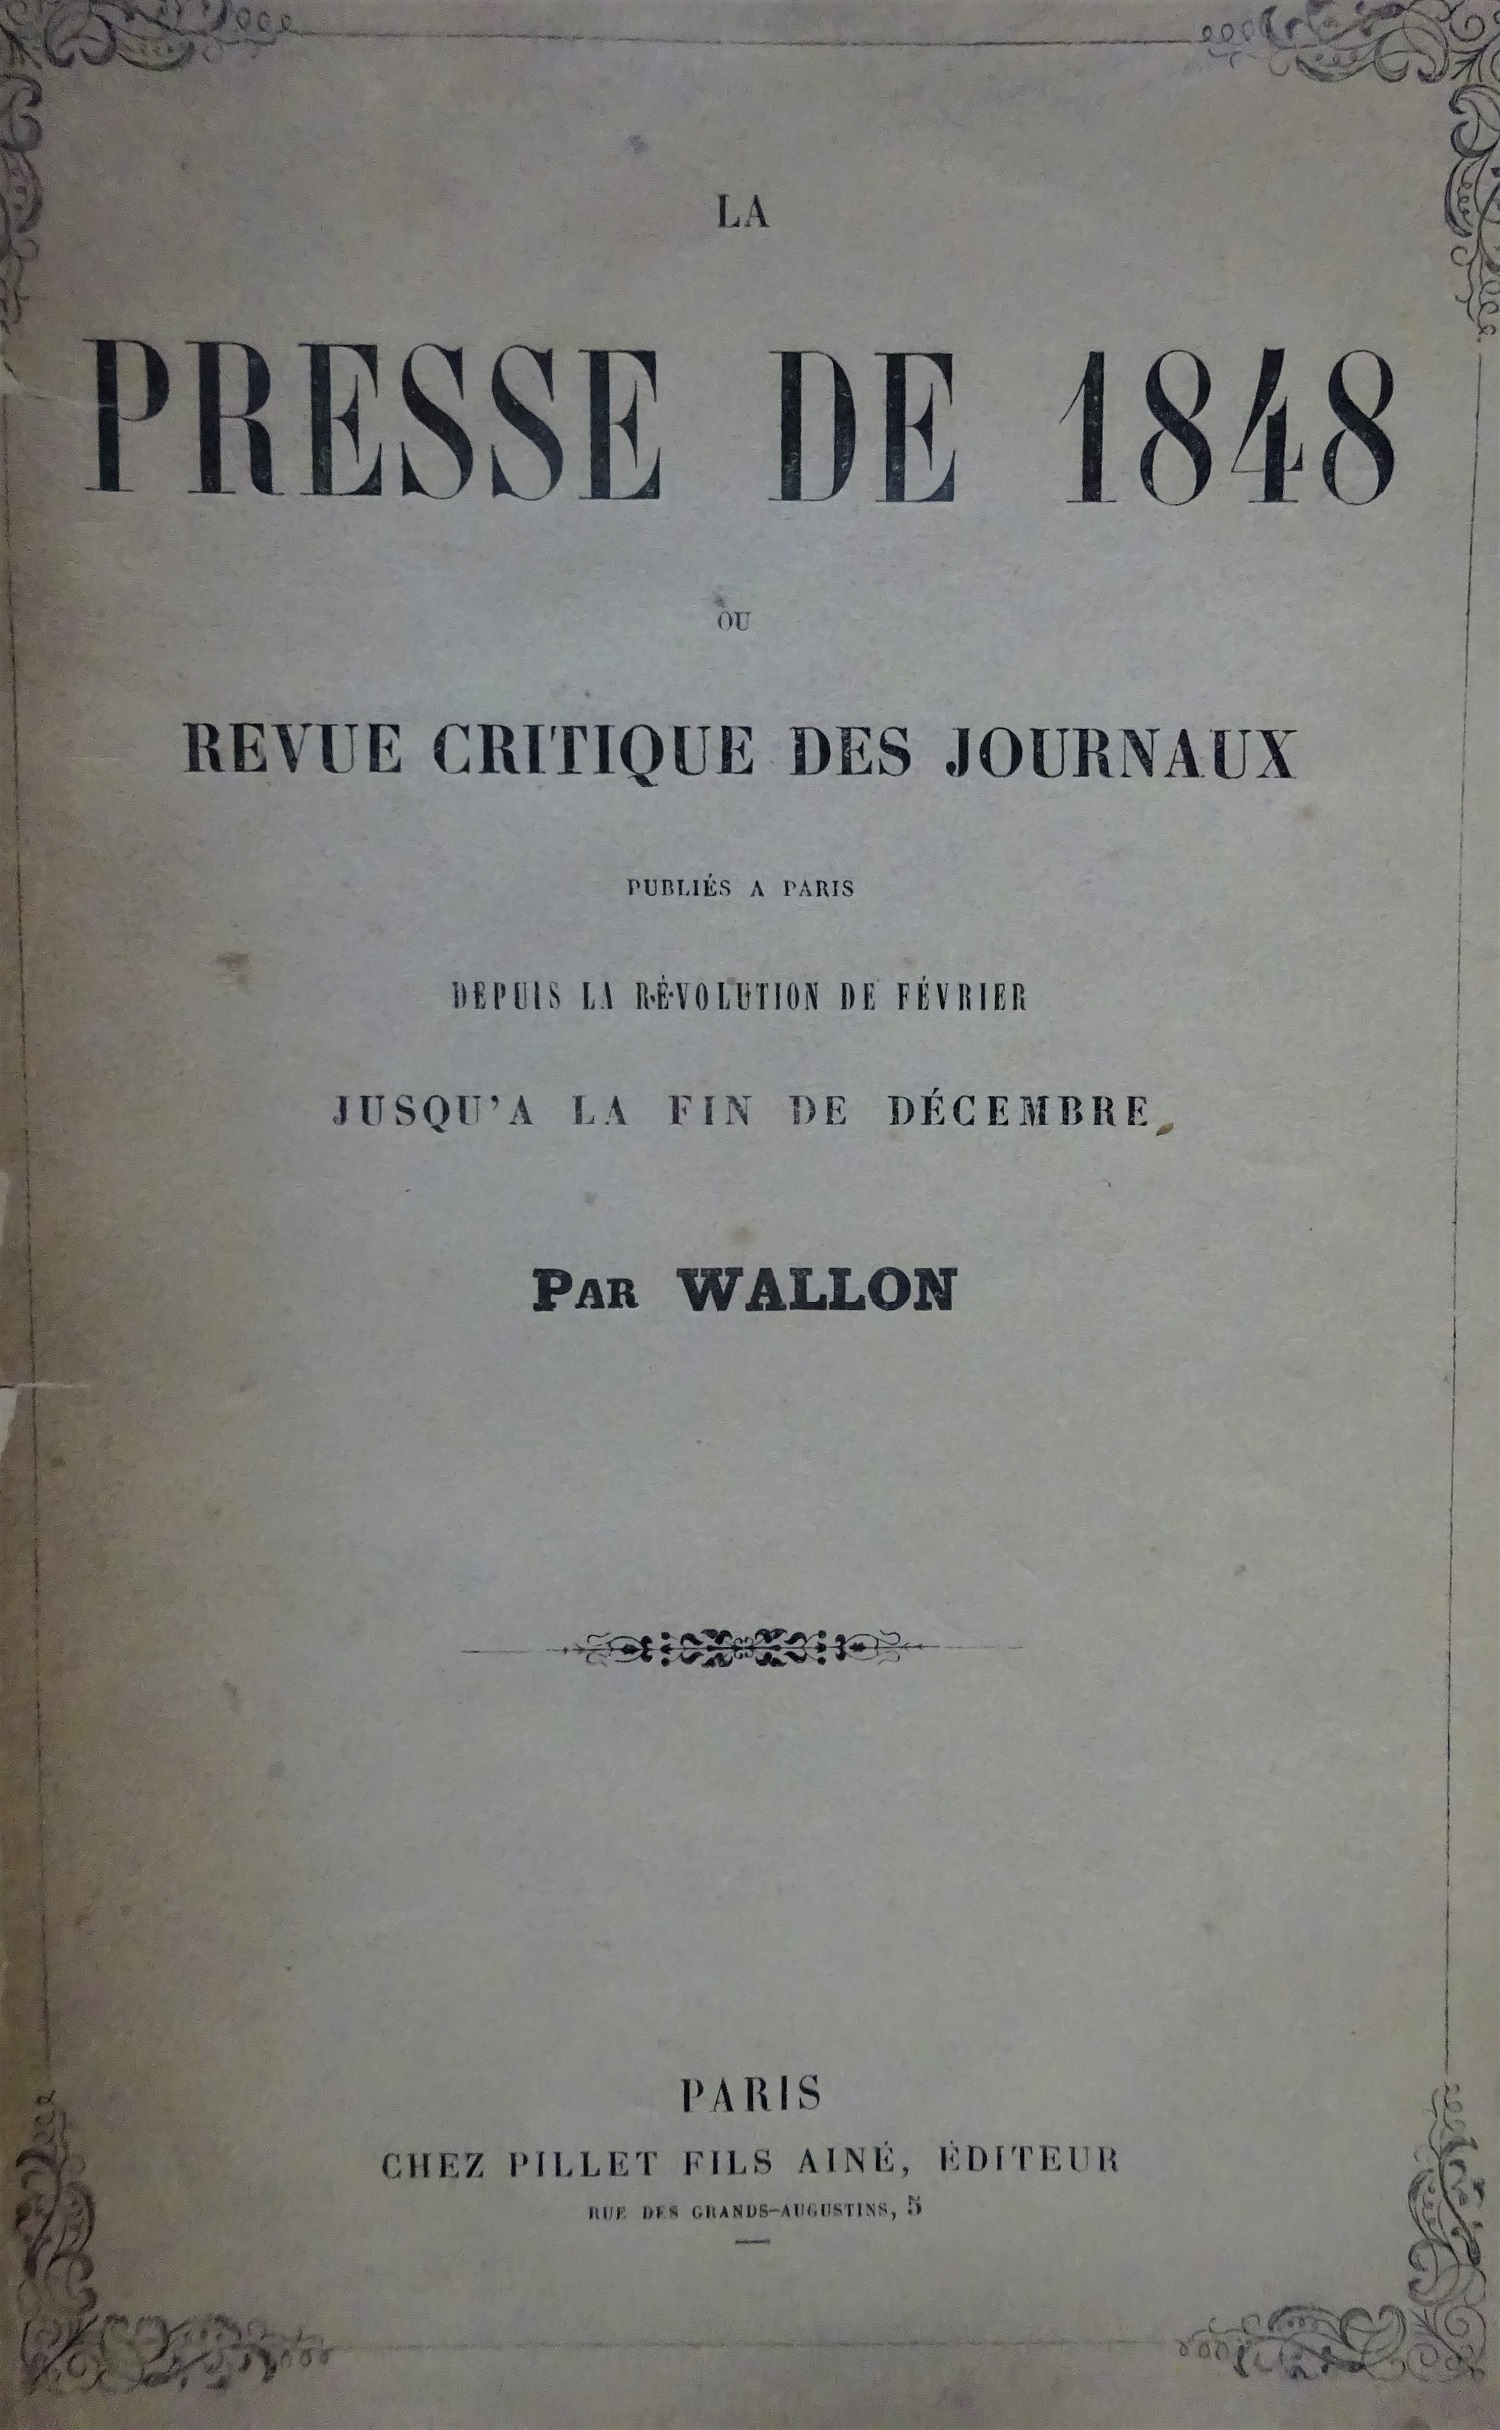 LA
PRESSE DE 1848
OU
REVUE CRITIQUE DES JOURNAUX
PUBLIÉS A PARIS
DEPUIS LA RÉVOLUTION DE FÉVRIER
JUSQU'A LA FIN DE DÉCEMBRE
PAR WALLON
PARIS
CHEZ PILLET FILS AINÉ, ÉDITEUR
RUE DES GRANDS-AUGUSTINS, 5